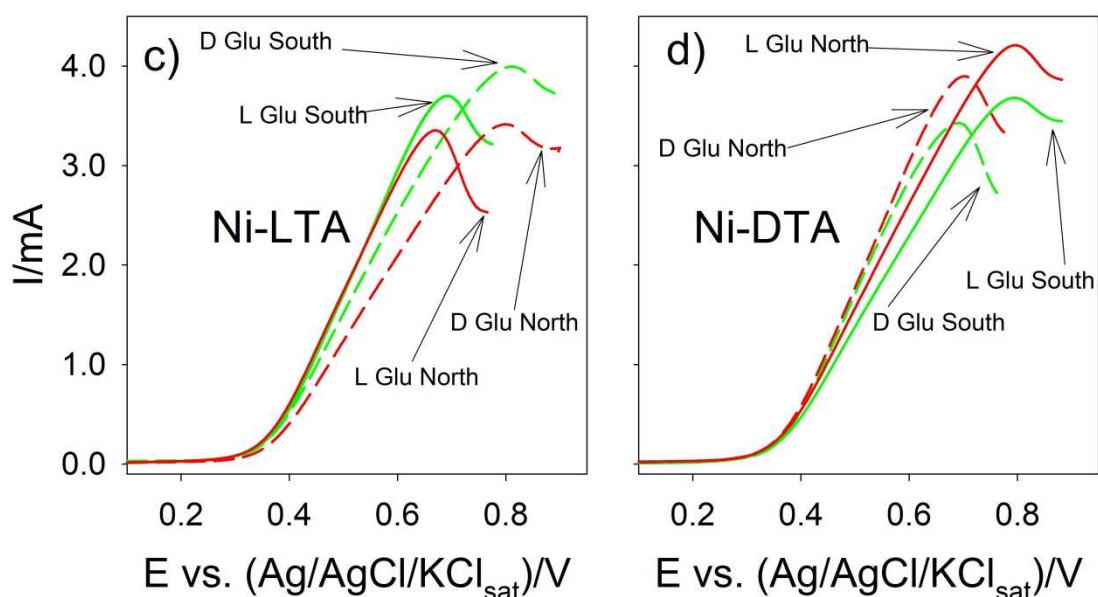 c)
D Glu South
L Glu South
Ni-LTA
D Glu North
L Glu North
I/mA
4.0
3.0
2.0
1.0
0.0
0.2
0.4
0.6
0.8
E vs. (Ag/AgCl/KCl_sat)/V
d)
L Glu North
D Glu North
Ni-DTA
L Glu South
D Glu South
0.2
0.4
0.6
0.8
E vs. (Ag/AgCl/KCl_sat)/V